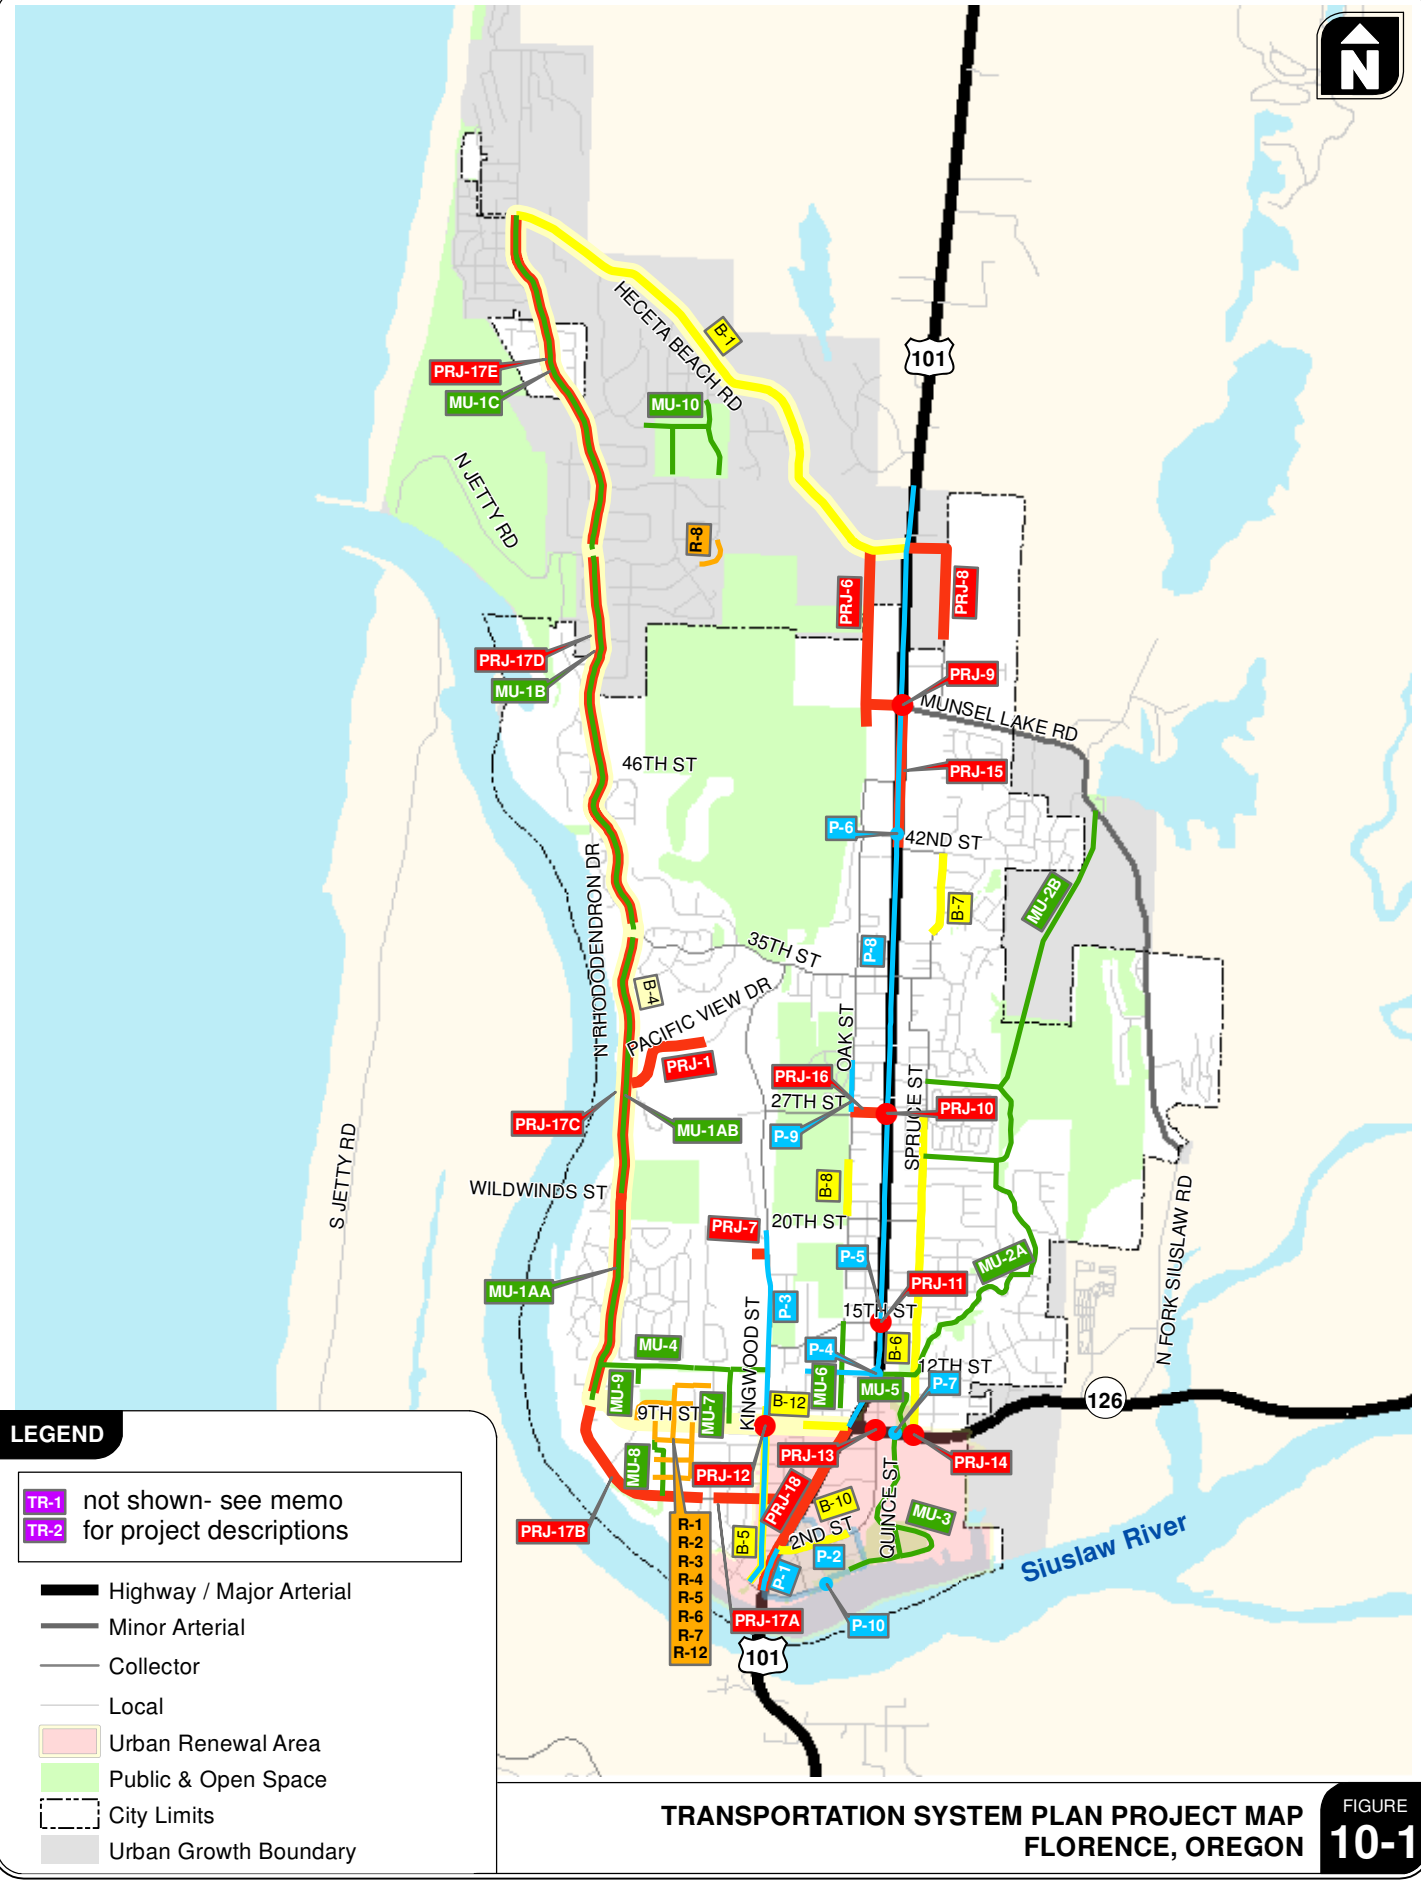 N
B-1
HECETA BEACH RD
101
PRJ-17E
MU-1C
MU-10
N JETTY RD
R-8
PRJ-6
PRJ-8
PRJ-17D
MU-1B
PRJ-9
MUNSEL LAKE RD
46TH ST
PRJ-15
P-6
42ND ST
N RHODODENDRON DR
MU-2B
B-7
35TH ST
P-8
B-4
PACIFIC VIEW DR
OAK ST
PRJ-1
PRJ-16
27TH ST
SPRUCE ST
PRJ-10
PRJ-17C
MU-1AB
P-9
S JETTY RD
WILDWINDS ST
B-8
N FORK SIUSLAW RD
PRJ-7
20TH ST
P-5
MU-2A
MU-1AA
PRJ-11
P-3
15TH ST
KINGWOOD ST
MU-4
P-4
B-6
12TH ST
MU-9
MU-6
MU-5
P-7
126
9TH ST
MU-7
B-12
MU-8
PRJ-12
PRJ-13
PRJ-14
PRJ-18
B-10
QUINCE ST
MU-3
PRJ-17B
B-5
2ND ST
P-2
P-1
Siuslaw River
R-1
R-2
R-3
R-4
R-5
R-6
R-7
R-12
PRJ-17A
P-10
101
LEGEND
TR-1 not shown- see memo
TR-2 for project descriptions
Highway / Major Arterial
Minor Arterial
Collector
Local
Urban Renewal Area
Public & Open Space
City Limits
Urban Growth Boundary
TRANSPORTATION SYSTEM PLAN PROJECT MAP
FLORENCE, OREGON
FIGURE
10-1